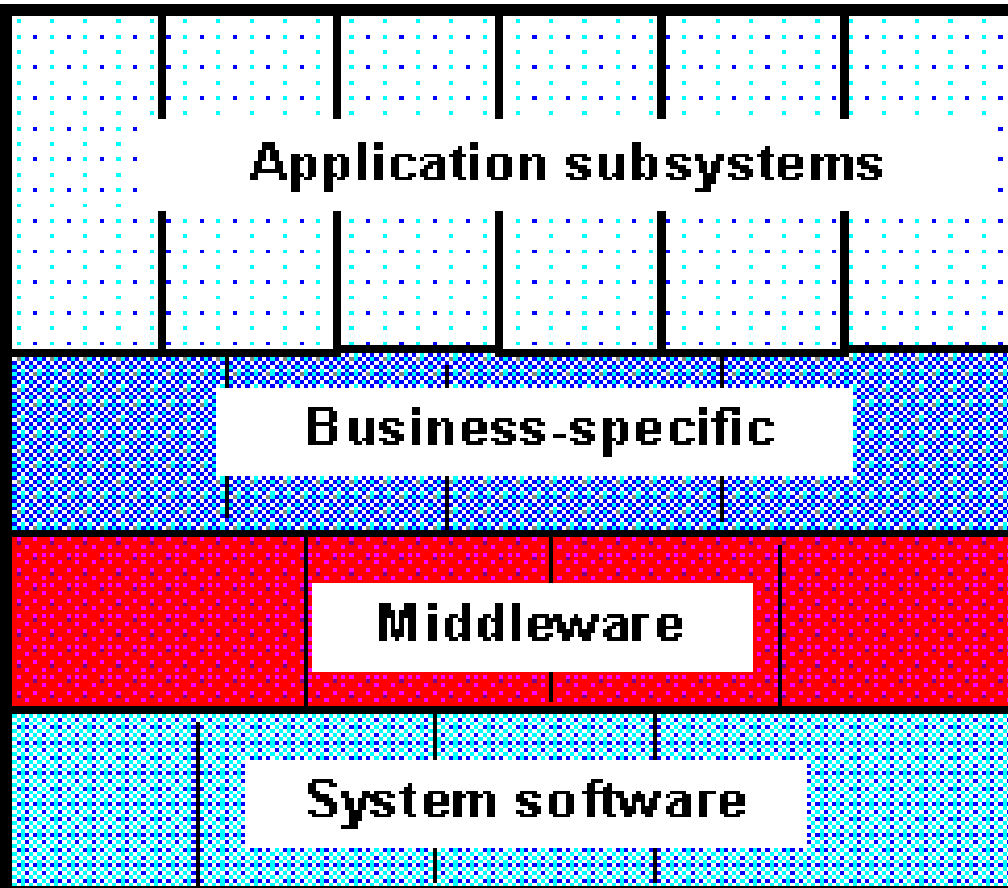 Application subsystems
Business-specific
Middleware
System software